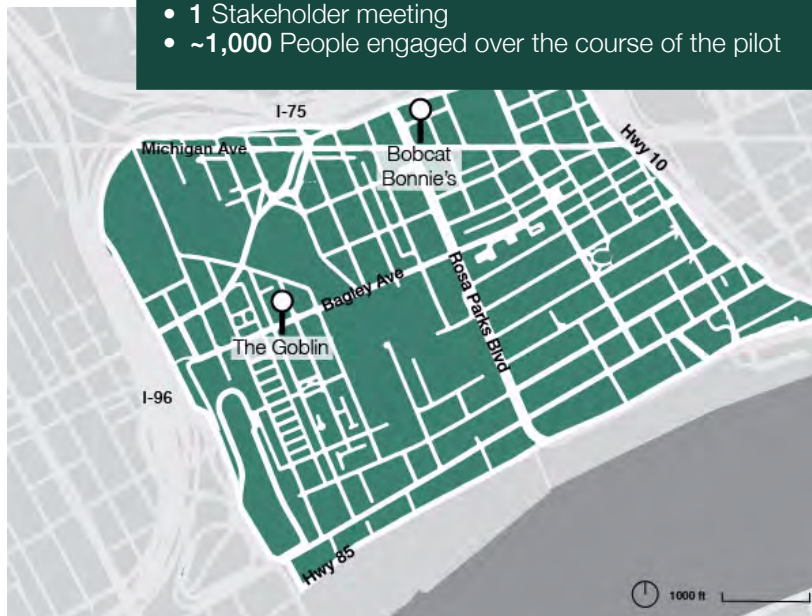 • 1 Stakeholder meeting
• ~1,000 People engaged over the course of the pilot
I-75
Michigan Ave
Bobcat
Bonnie's
Hwy 10
Bagley Ave
Rosa Parks Blvd
The Goblin
I-96
Hwy 85
1000 ft